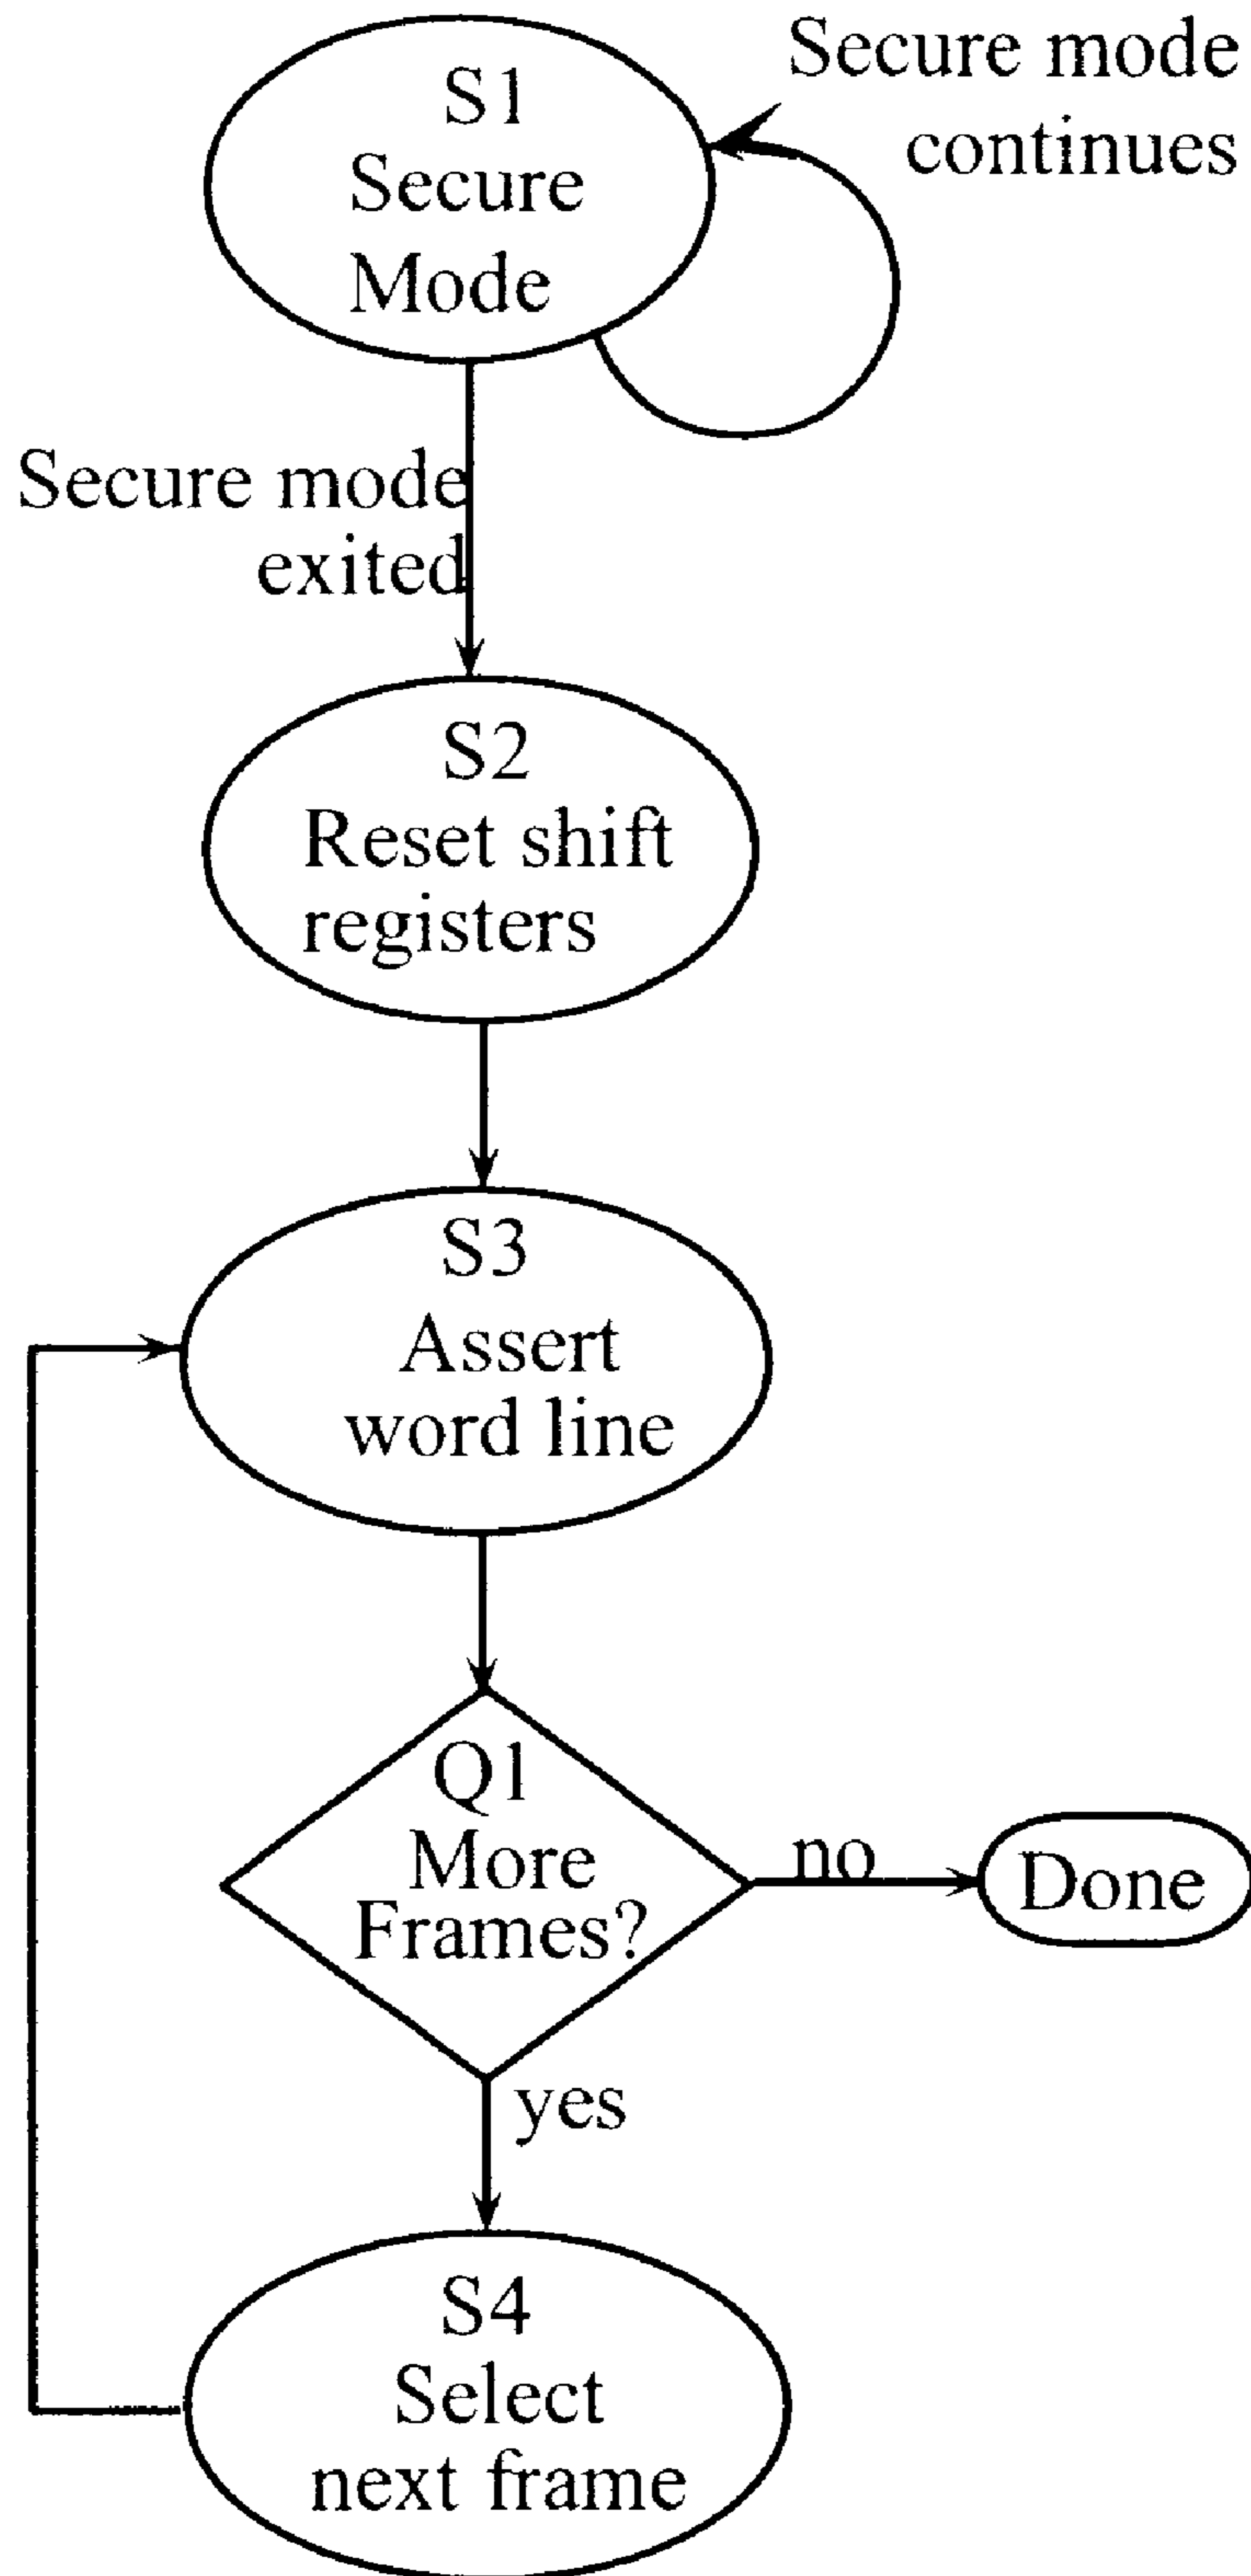 S1
Secure
Mode
Secure mode
continues
Secure mode
exited
S2
Reset shift
registers
S3
Assert
word line
Q1
More
Frames?
no
Done
yes
S4
Select
next frame